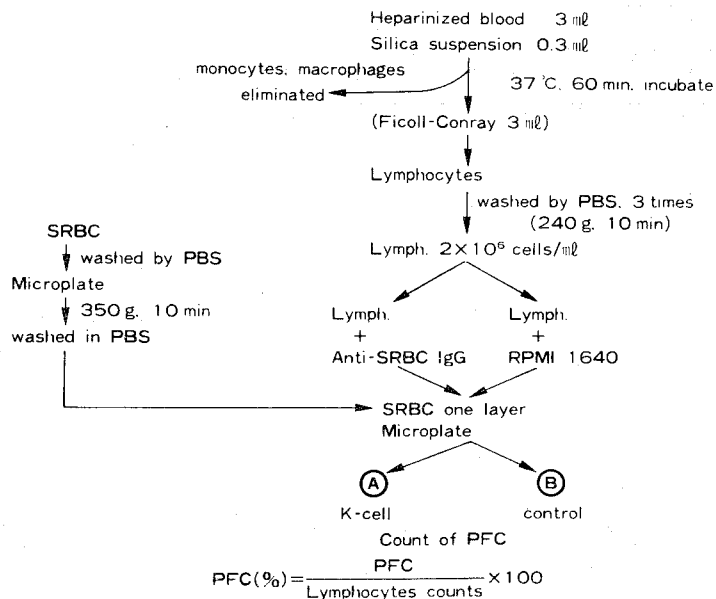 Heparinized blood 3 ㎖
Silica suspension 0.3 ㎖
monocytes, macrophages
eliminated
37 ℃, 60 min. incubate
(Ficoll-Conray 3 ㎖)
Lymphocytes
washed by PBS. 3 times
(240 g. 10 min)
Lymph. 2×10⁶ cells/㎖
SRBC
washed by PBS
Microplate
350 g. 10 min
washed in PBS
Lymph.
+
Anti-SRBC IgG
Lymph.
+
RPMI 1640
SRBC one layer
Microplate
A
K-cell
B
control
Count of PFC
PFC(%)=PFC/Lymphocytes counts×100